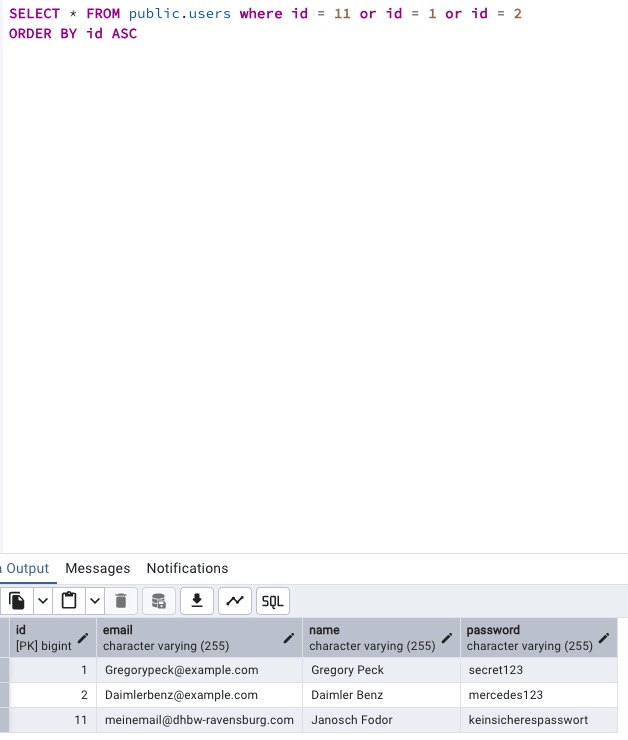 SELECT * FROM public.users where id = 11 or id = 1 or id = 2
ORDER BY id ASC
Output Messages Notifications
SQL
id email name password
[PK] bigint character varying (255) character varying (255) character varying (255)
1 Gregorypeck@example.com Gregory Peck secret123
2 Daimlerbenz@example.com Daimler Benz mercedes123
11 meinemail@dhbw-ravensburg.com Janosch Fodor keinsicherespasswort